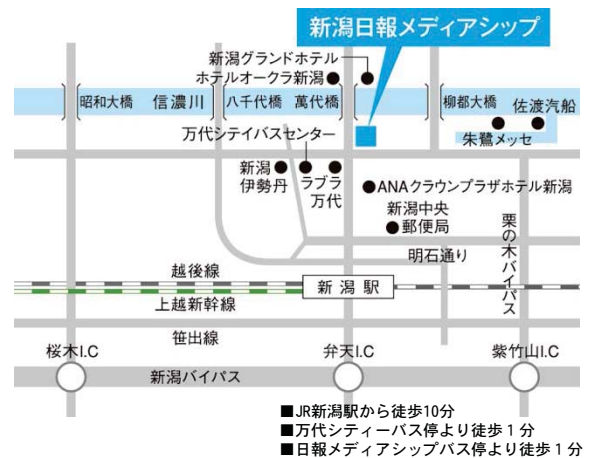 新潟日報メディアシップ
新潟グランドホテル
ホテルオークラ新潟
昭和大橋
信濃川
八千代橋
萬代橋
柳都大橋
佐渡汽船
朱鷺メッセ
万代シテイバスセンター
新潟
伊勢丹
ラブラ
万代
ANAクラウンプラザホテル新潟
新潟中央
郵便局
明石通り
栗の木バイパス
越後線
新潟駅
上越新幹線
笹出線
桜木I.C
弁天I.C
紫竹山I.C
新潟バイパス
■JR新潟駅から徒歩10分
■万代シティーバス停より徒歩１分
■日報メディアシップバス停より徒歩１分